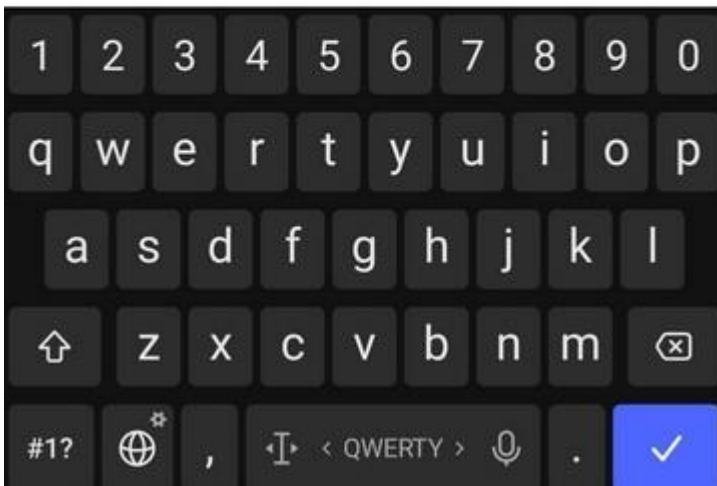 1 2 3 4 5 6 7 8 9 0
q w e r t y u i o p
a s d f g h j k l
z x c v b n m
#1? , < QWERTY > .